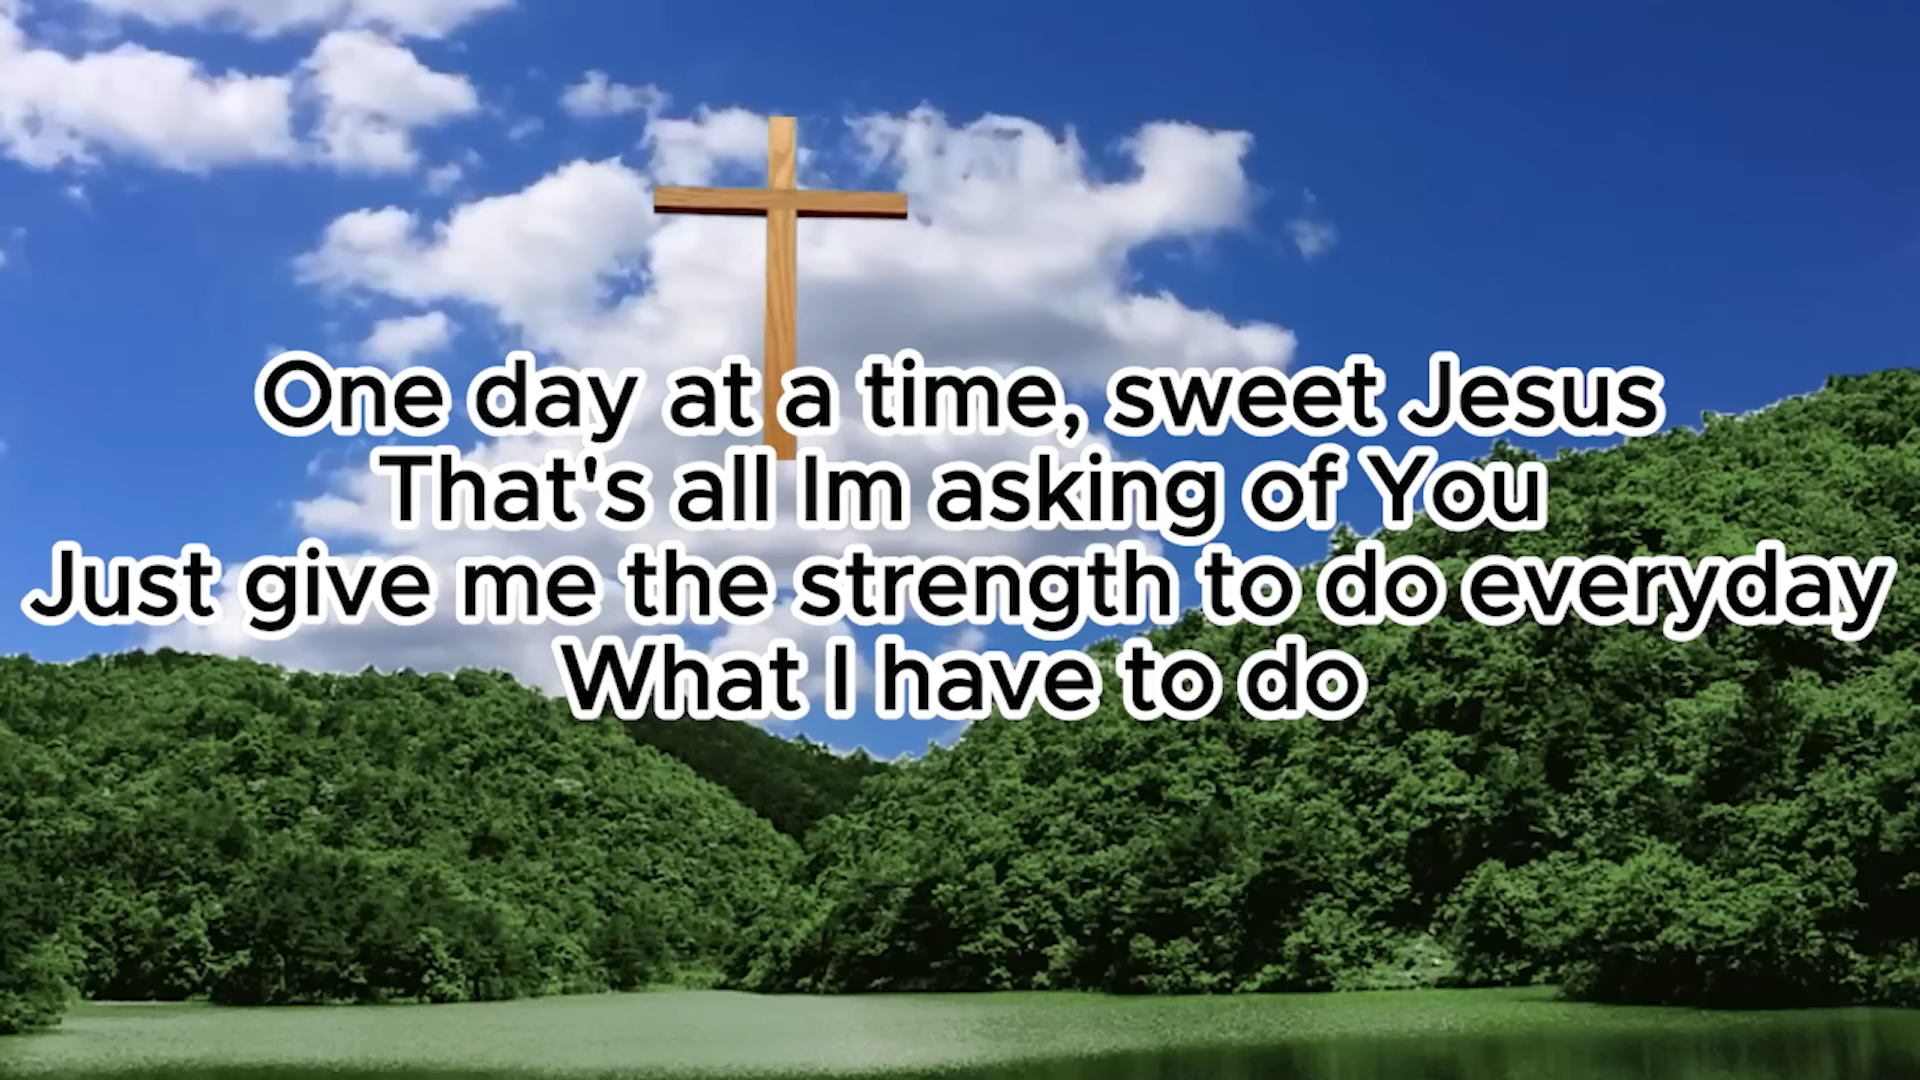 One day at a time, sweet Jesus
That's all Im asking of You
Just give me the strength to do everyday
What I have to do